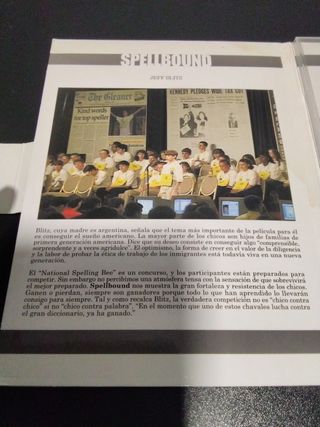 SPELLBOUND
JEFF BLITZ
The Gleaner
Kind words
for top speller
KENNEDY PLEDGES WIDE TAX CUT
Blitz, cuya madre es argentina, señala que el tema más importante de la película para él
es conseguir el sueño americano. La mayor parte de los chicos son hijos de familias de
primera generación americana. Dice que su deseo consiste en conseguir algo "comprensible,
sorprendente y a veces agridulce". El optimismo, la forma de creer en el valor de la diligencia
y la labor de probar la ética de trabajo de los inmigrantes está todavía viva en una nueva
generación.
El "National Spelling Bee" es un concurso, y los participantes están preparados para
competir. Sin embargo no percibimos una atmósfera tensa con la sensación de que sobrevivirá
el mejor preparado. Spellbound nos muestra la gran fortaleza y resistencia de los chicos.
Ganen o pierdan, siempre son ganadores porque todo lo que han aprendido lo llevarán
consigo para siempre. Tal y como recalca Blitz, la verdadera competición no es "chico contra
chico" si no "chico contra palabra", "En el momento que uno de estos chavales lucha contra
el gran diccionario, ya ha ganado."